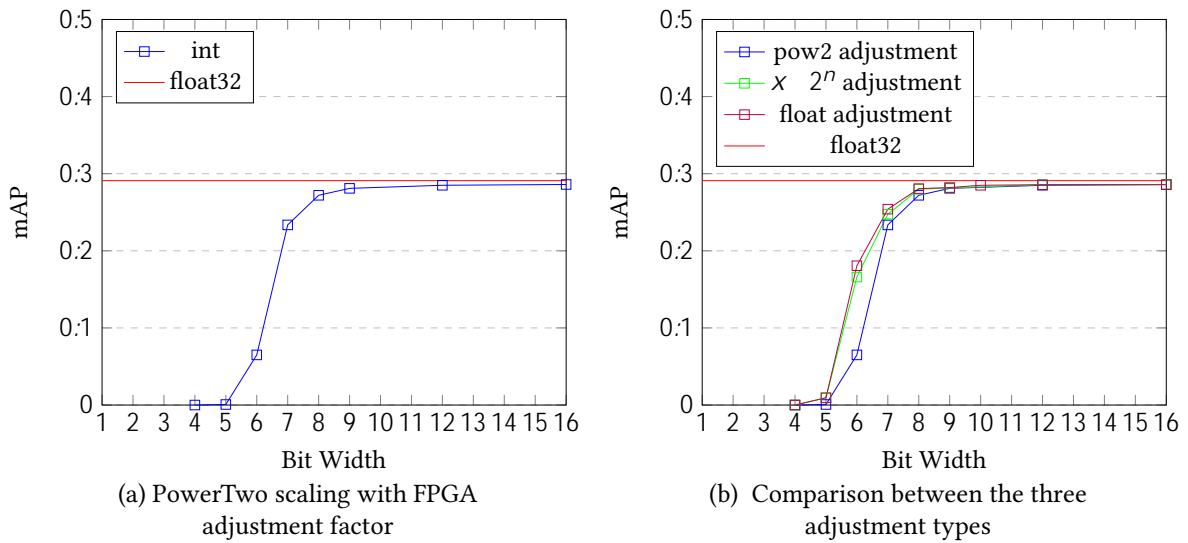 0:5
0:4
0:3
0:2
0:1
0
mAP
int
float32
1 2 3 4 5 6 7 8 9 10 11 12 13 14 15 16
Bit Width
(a) PowerTwo scaling with FPGA
adjustment factor
0:5
0:4
0:3
0:2
0:1
0
mAP
pow2 adjustment
x 2ⁿ adjustment
float adjustment
float32
1 2 3 4 5 6 7 8 9 10 11 12 13 14 15 16
Bit Width
(b) Comparison between the three
adjustment types